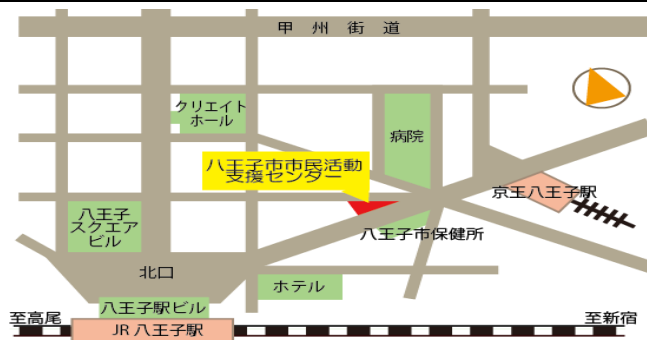 甲州街道
クリエイト
ホール
病院
八王子市市民活動
支援センター
京王八王子駅
八王子
スクエア
ビル
八王子市保健所
北口
ホテル
八王子駅ビル
至高尾
至新宿
JR 八王子駅